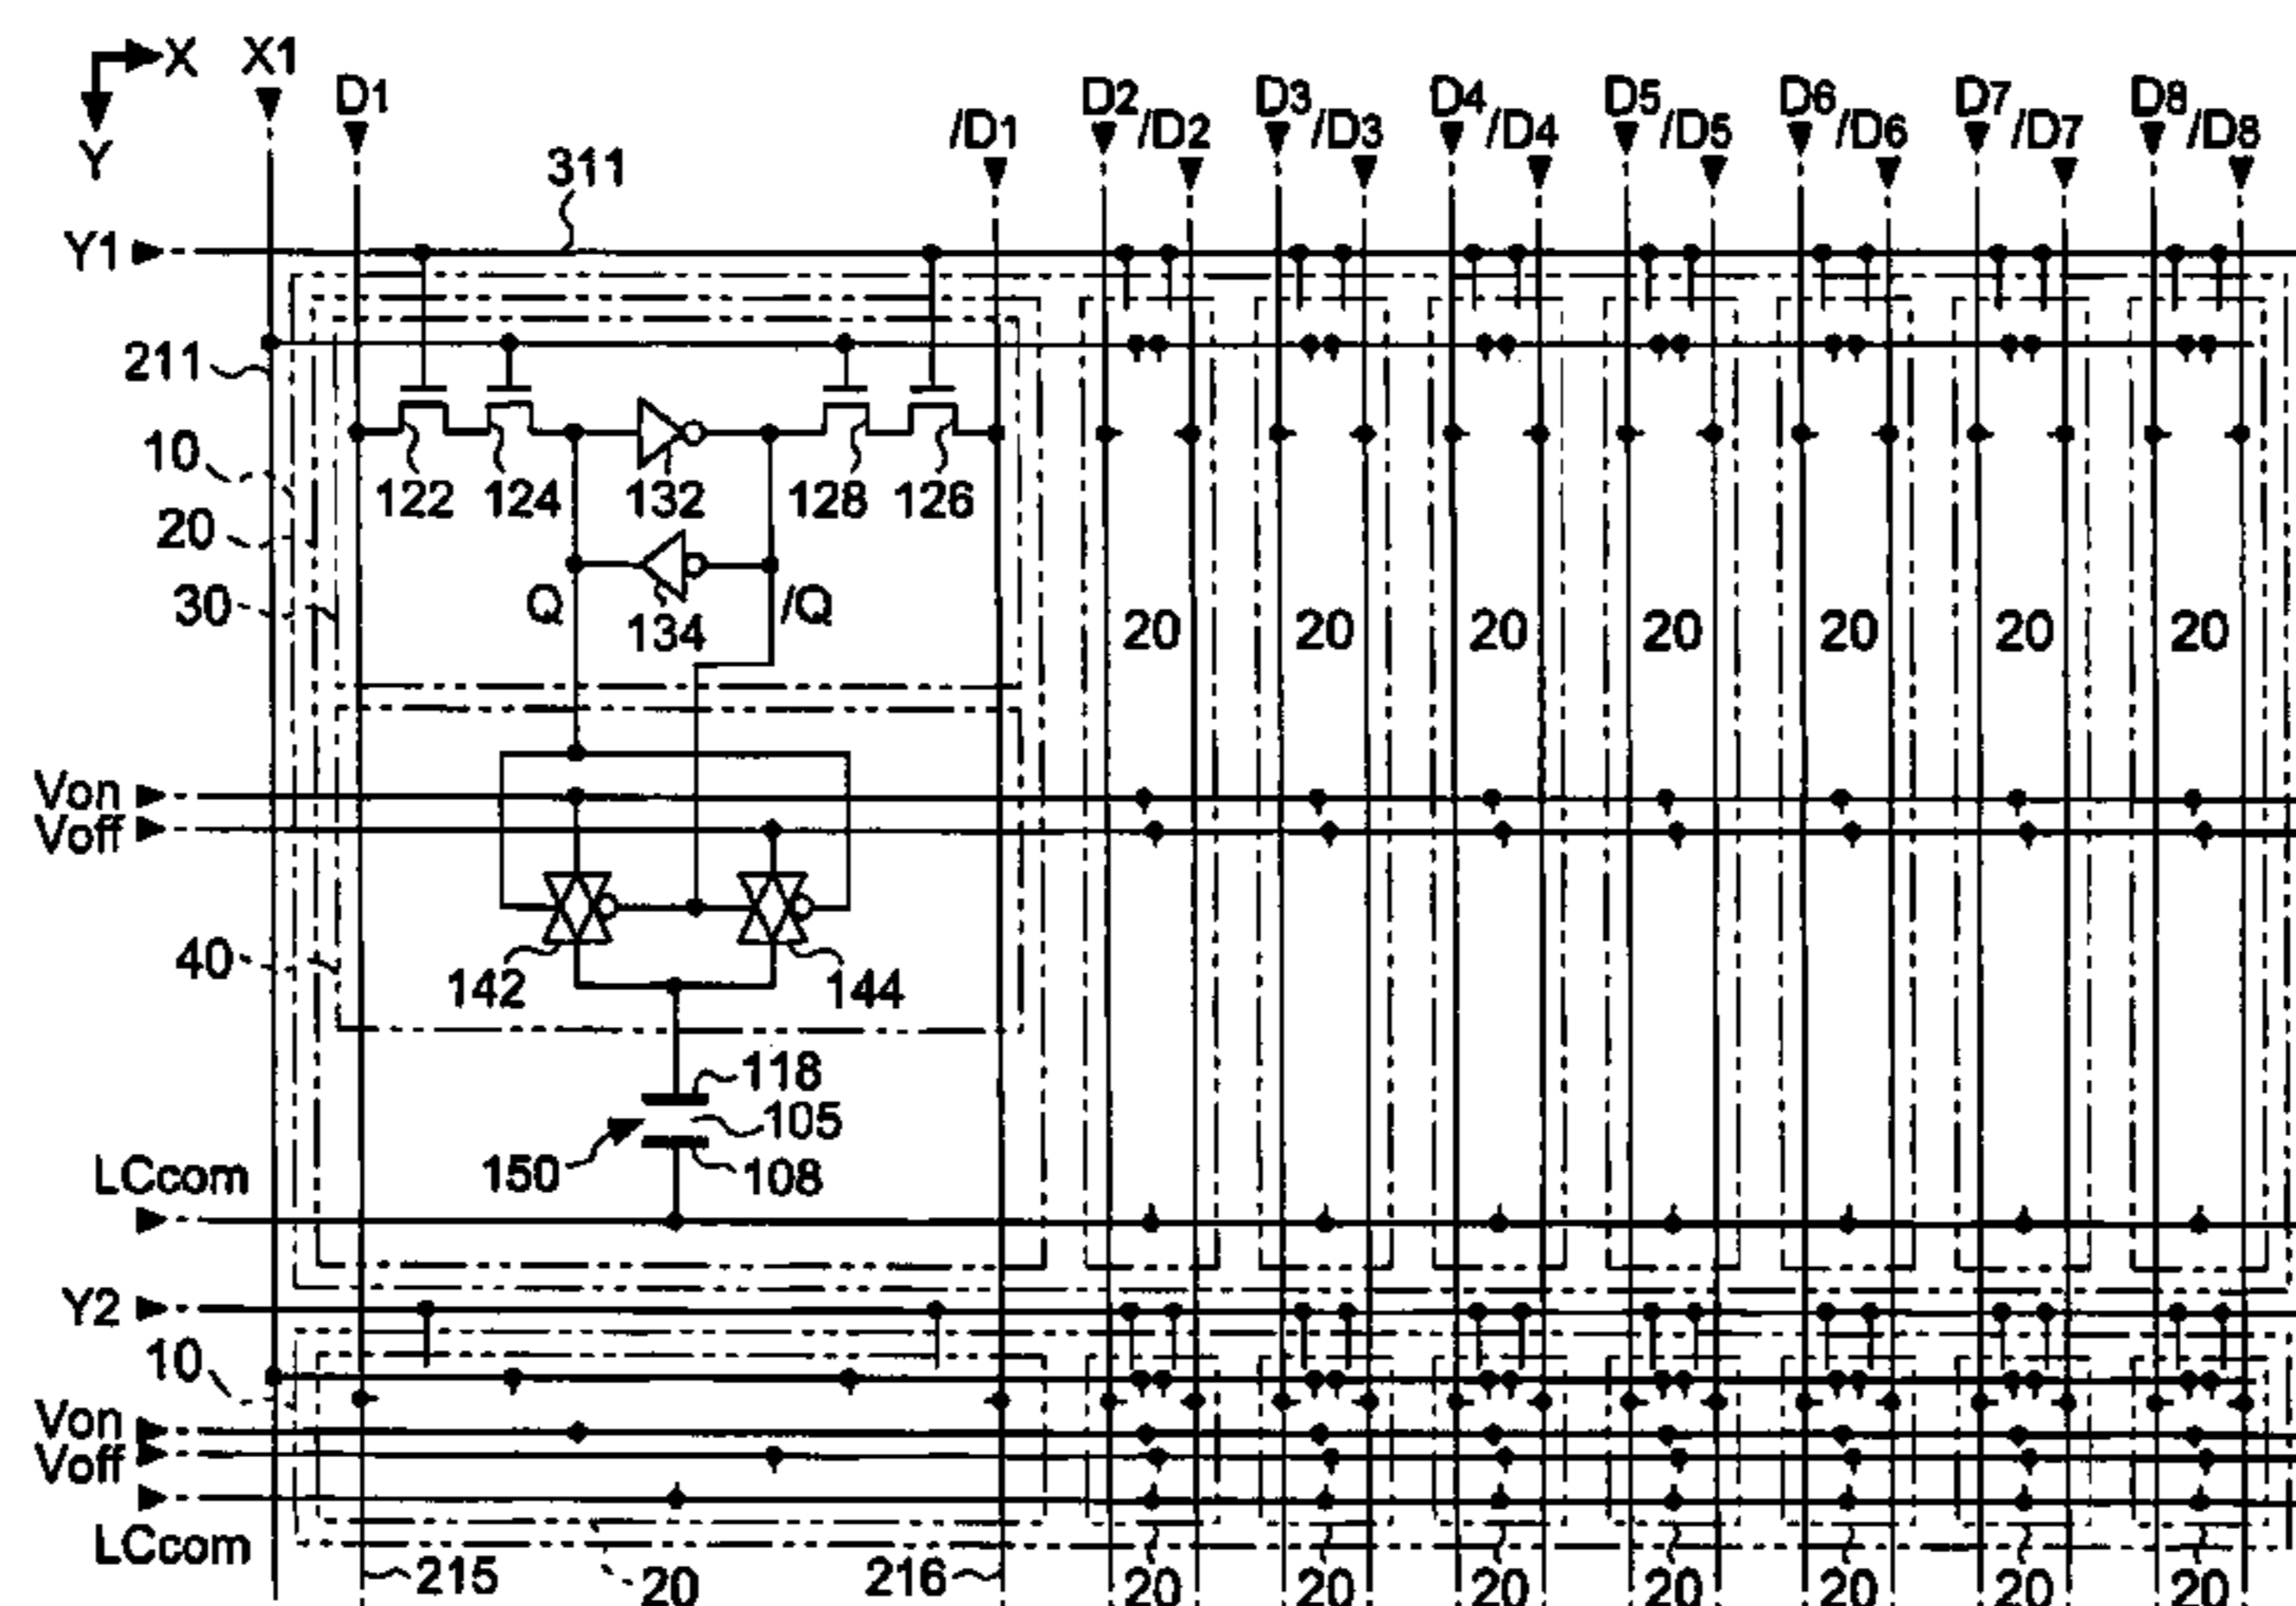 X X1
D1 /D1 D2 /D2 D3 /D3 D4 /D4 D5 /D5 D6 /D6 D7 /D7 D8 /D8
Y
311
Y1
211
10
122 124 132 128 126
20
30
Q 134 /Q
20 20 20 20 20 20 20
Von
Voff
40
142 144
118
105
150 108
LCcom
Y2
10
Von
Voff
LCcom
215 20 216 20 20 20 20 20 20 20